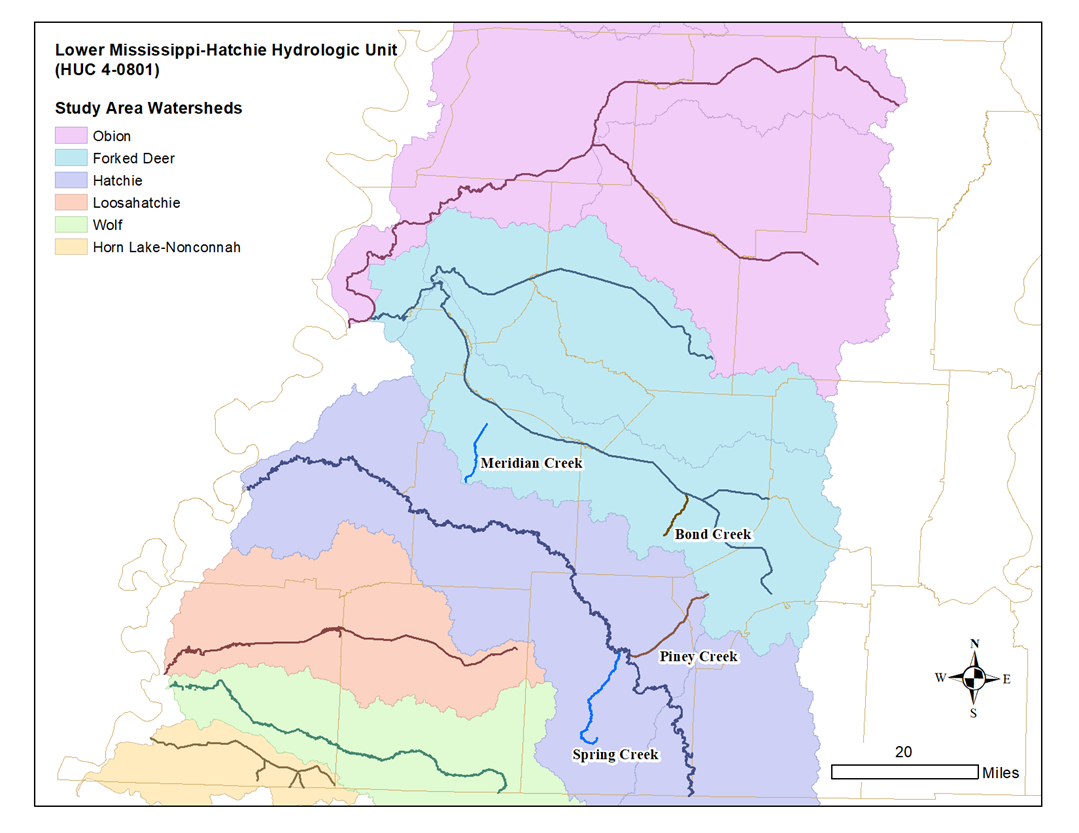 Lower Mississippi-Hatchie Hydrologic Unit
(HUC 4-0801)
Study Area Watersheds
Obion
Forked Deer
Hatchie
Loosahatchie
Wolf
Horn Lake-Nonconnah
Meridian Creek
Bond Creek
Piney Creek
Spring Creek
N
W E
S
20
Miles